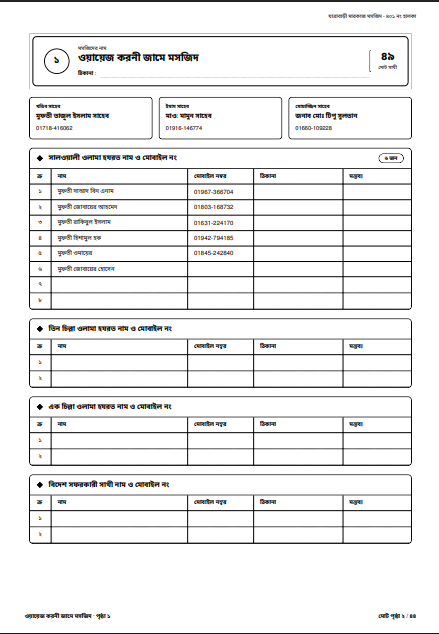 যাত্রাবাড়ী মারকাজ মসজিদ - ৪০১ নং হালকা
১
মসজিদের নাম
ওয়ায়েজ করনী জামে মসজিদ
ঠিকানা :
৪৯
মোট সাথী
খতিব সাহেব
মুফতী তাজুল ইসলাম সাহেব
01718-416062
ইমাম সাহেব
মাও: মামুন সাহেব
01916-146774
মোয়াজ্জিন সাহেব
জনাব মোঃ টিপু সুলতান
01660-109228
সালওয়ালী ওলামা হযরত নাম ও মোবাইল নং
৬ জন
ক্র নাম মোবাইল নম্বর ঠিকানা মন্তব্য
১ মুফতী সাজ্জাদ বিন এনাম 01967-366704
২ মুফতী জোবায়ের আহমেদ 01803-168732
৩ মুফতী রাকিবুল ইসলাম 01631-224170
৪ মুফতী হিশামুল হক 01942-794185
৫ মুফতী ওমায়ের 01845-242840
৬ মুফতী জোবায়ের হোসেন
৭
৮
তিন চিল্লা ওলামা হযরত নাম ও মোবাইল নং
ক্র নাম মোবাইল নম্বর ঠিকানা মন্তব্য
১
২
এক চিল্লা ওলামা হযরত নাম ও মোবাইল নং
ক্র নাম মোবাইল নম্বর ঠিকানা মন্তব্য
১
২
বিদেশ সফরকারী সাথী নাম ও মোবাইল নং
ক্র নাম মোবাইল নম্বর ঠিকানা মন্তব্য
১
২
ওয়ায়েজ করনী জামে মসজিদ - পৃষ্ঠা ১
মোট পৃষ্ঠা ১ / ৪৪